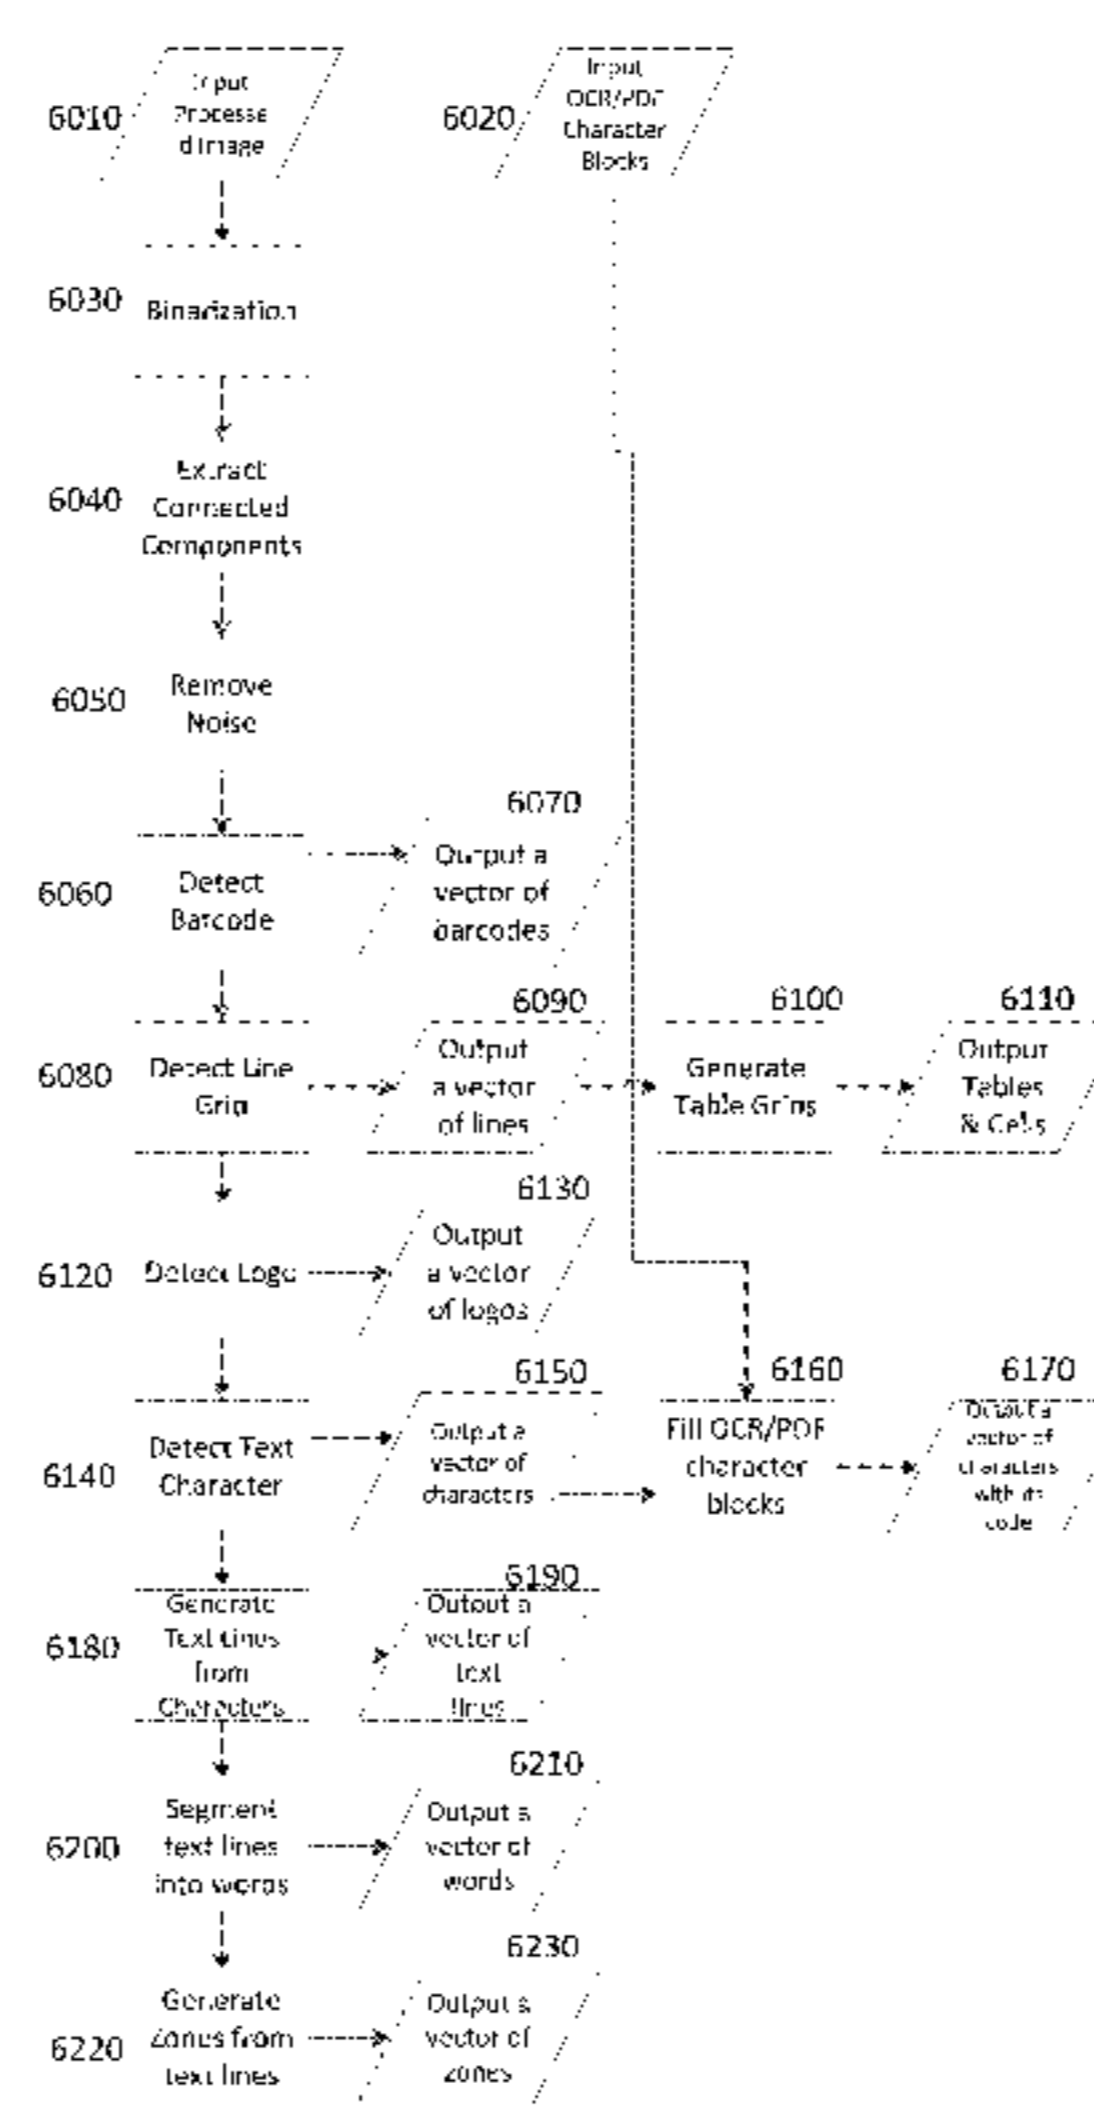 6010
Input
Processe
d image
6020
Input
OCR/PDF
Character
Blocks
6030
Binarization
6040
Extract
Connected
Components
6050
Remove
Noise
6060
Detect
Barcode
6070
Output a
vector of
barcodes
6080
Detect Line
Grid
6090
Output
a vector
of lines
6100
Generate
Table Grids
6110
Output
Tables
& Cells
6120
Detect Logo
6130
Output
a vector
of logos
6140
Detect Text
Character
6150
Output a
vector of
characters
6160
Fill OCR/PDF
character
blocks
6170
Output a
vector of
characters
with its
code
6180
Generate
Text Lines
from
Characters
6190
Output a
vector of
text
lines
6200
Segment
text lines
into words
6210
Output a
vector of
words
6220
Generate
Zones from
text lines
6230
Output a
vector of
zones